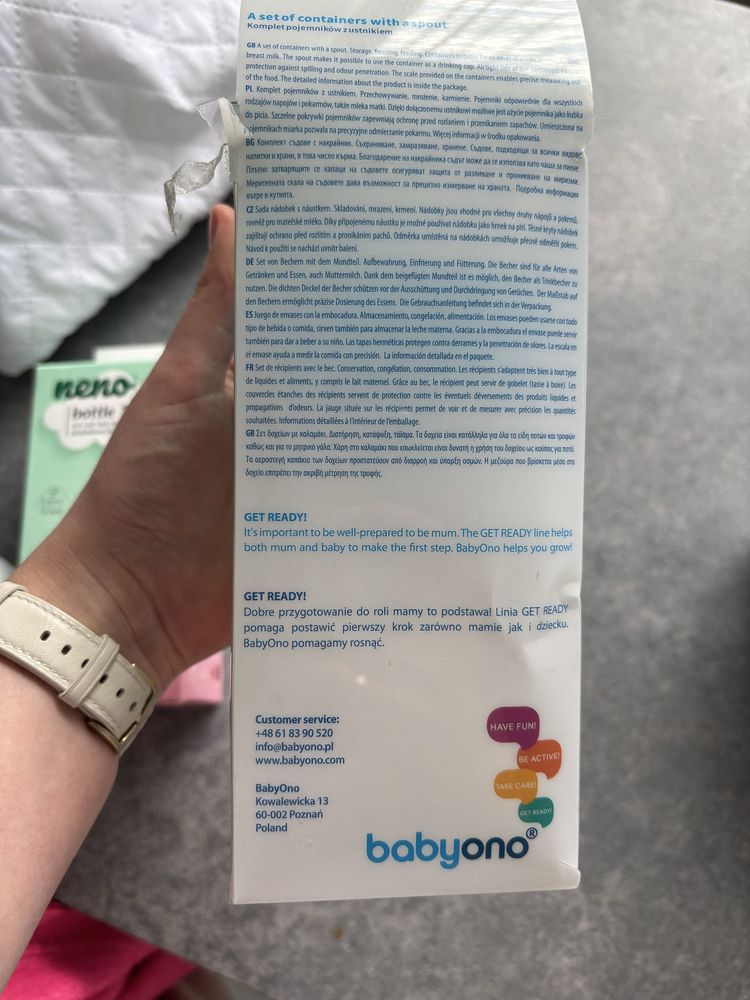 A set of containers with a spout
Komplet pojemników z ustnikiem
GB A set of containers with a spout. Storage, freezing, feeding. Containers suitable for all kinds of
breast milk. The spout makes it possible to use the container as a drinking cup. Airtight lids of the containers
protection against spilling and odour penetration. The scale provided on the containers enables precise measuring out
of the food. The detailed information about the product is inside the package.
PL Komplet pojemników z ustnikiem. Przechowywanie, mrożenie, karmienie. Pojemniki odpowiednie dla wszystkich
rodzajów napojów i pokarmów, także mleka matki. Dzięki dołączonemu ustnikowi możliwe jest użycie pojemnika jako kubka
do picia. Szczelne pokrywki pojemników zapewniają ochronę przed rozlaniem i przenikaniem zapachów. Umieszczona na
pojemnikach miarka pozwala na precyzyjne odmierzanie pokarmu. Więcej informacji w środku opakowania.
BG Комплект съдове с накрайник. Съхраняване, замразяване, хранене. Съдове, подходящи за всички видове
напитки и храни, в това число кърма. Благодарение на накрайника съдът може да се използва като чаша за пиене.
Плътно затварящите се капаци на съдовете осигуряват защита от разливане и проникване на миризми.
Мерителната скала на съдовете дава възможност за прецизно измерване на храната. Подробна информация
вътре в кутията.
CZ Sada nádobek s náustkem. Skladování, mrazení, krmení. Nádobky jsou vhodné pro všechny druhy nápojů a pokrmů,
rovněž pro mateřské mléko. Díky připojenému náustku je možné používat nádobku jako hrnek na pití. Těsné kryty nádobek
zajišťují ochranu před rozlitím a pronikáním pachů. Odměrka umístěná na nádobkách umožňuje přesně odměřit pokrm.
Návod k použití se nachází uvnitř balení.
DE Set von Bechern mit dem Mundteil. Aufbewahrung, Einfrierung und Fütterung. Die Becher sind für alle Arten von
Getränken und Essen, auch Muttermilch. Dank dem beigefügten Mundteil ist es möglich, den Becher als Trinkbecher zu
nutzen. Die dichten Deckel der Becher schützen vor der Ausschüttung und Durchdringung von Gerüchen. Der Maßstab auf
den Bechern ermöglicht präzise Dosierung des Essens. Die Gebrauchsanleitung befindet sich in der Verpackung.
ES Juego de envases con la embocadura. Almacenamiento, congelación, alimentación. Los envases pueden usarse con todo
tipo de bebida o comida, sirven también para almacenar la leche materna. Gracias a la embocadura el envase puede servir
también para dar a beber a su niño. Las tapas herméticas protegen contra derrames y la penetración de olores. La escala en
el envase ayuda a medir la comida con precisión. La información detallada en el paquete.
FR Set de récipients avec le bec. Conservation, congélation, consommation. Les récipients s'adaptent très bien à tout type
de liquides et aliments, y compris le lait maternel. Grâce au bec, le récipient peut servir de gobelet (tasse à boire). Les
couvercles étanches des récipients servent de protection contre les éventuels déversements des produits liquides et
propagations d'odeurs. La jauge située sur les récipients permet de voir et de mesurer avec précision les quantités
souhaitées. Informations détaillées à l'intérieur de l'emballage.
GR Σετ δοχείων με καλαμάκι. Διατήρηση, κατάψυξη, τάισμα. Τα δοχεία είναι κατάλληλα για όλα τα είδη ποτών και τροφών
καθώς και για το μητρικό γάλα. Χάρη στο καλαμάκι που εσωκλείεται είναι δυνατή η χρήση του δοχείου ως κούπας για ποτό.
Τα αεροστεγή καπάκια των δοχείων προστατεύουν από διαρροή και ύπαρξη οσμών. Η μεζούρα που βρίσκεται μέσα στο
δοχείο επιτρέπει την ακριβή μέτρηση της τροφής.
GET READY!
It's important to be well-prepared to be mum. The GET READY line helps
both mum and baby to make the first step. BabyOno helps you grow!
GET READY!
Dobre przygotowanie do roli mamy to podstawa! Linia GET READY
pomaga postawić pierwszy krok zarówno mamie jak i dziecku.
BabyOno pomagamy rosnąć.
Customer service:
+48 61 83 90 520
info@babyono.pl
www.babyono.com
BabyOno
Kowalewicka 13
60-002 Poznań
Poland
HAVE FUN!
BE ACTIVE!
TAKE CARE!
GET READY!
babyono®
neno
bottle